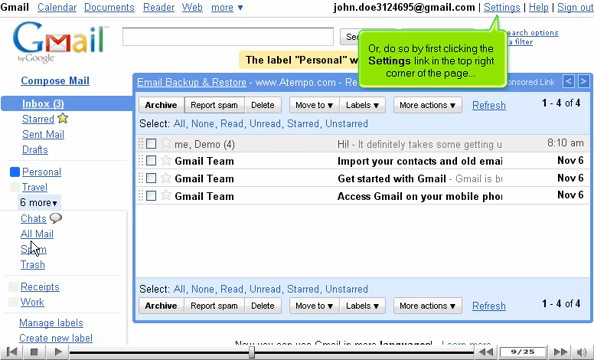 Gmail Calendar Documents Reader Web more ▾ john.doe3124695@gmail.com | Settings | Help | Sign out
Gmail
by Google
search options
a filter
The label "Personal" w
Or, do so by first clicking the
Settings link in the top right
corner of the page...
Compose Mail
Email Backup & Restore - www.Atempo.com - Re
onsored Link < >
Inbox (3)
Starred
Sent Mail
Drafts
Personal
Travel
6 more▾
Chats
All Mail
Spam
Trash
Receipts
Work
Manage labels
Create new label
Archive Report spam Delete Move to ▾ Labels ▾ More actions ▾ Refresh 1 - 4 of 4
Select: All, None, Read, Unread, Starred, Unstarred
me, Demo (4) Hi! - It definitely takes some getting u 8:10 am
Gmail Team Import your contacts and old emai Nov 6
Gmail Team Get started with Gmail - Gmail is b Nov 6
Gmail Team Access Gmail on your mobile pho Nov 6
Select: All, None, Read, Unread, Starred, Unstarred
Archive Report spam Delete Move to ▾ Labels ▾ More actions ▾ Refresh 1 - 4 of 4
Now you can use Gmail in more languages! Learn more
9/25